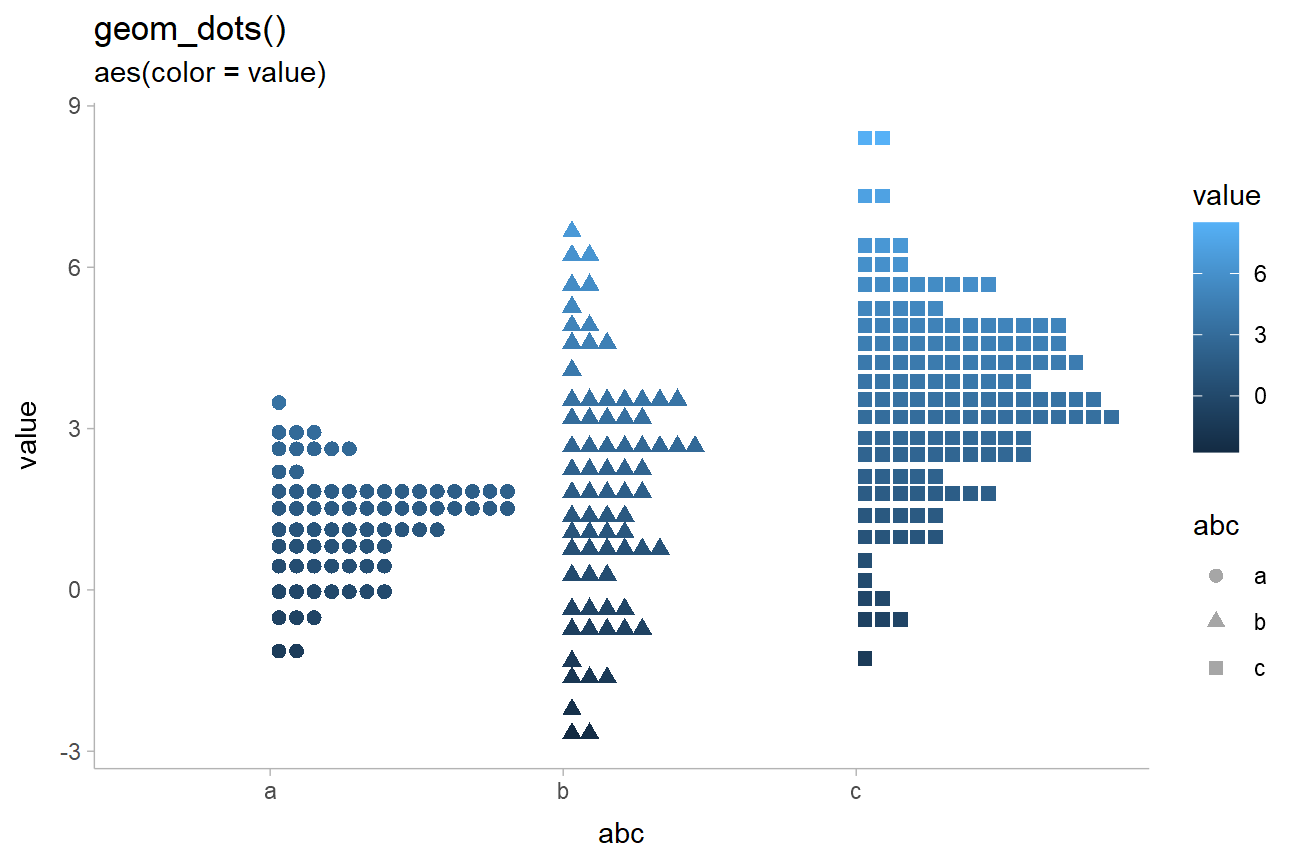 geom_dots()
aes(color = value)
9
6
3
0
-3
value
a
b
c
abc
value
6
3
0
abc
a
b
c